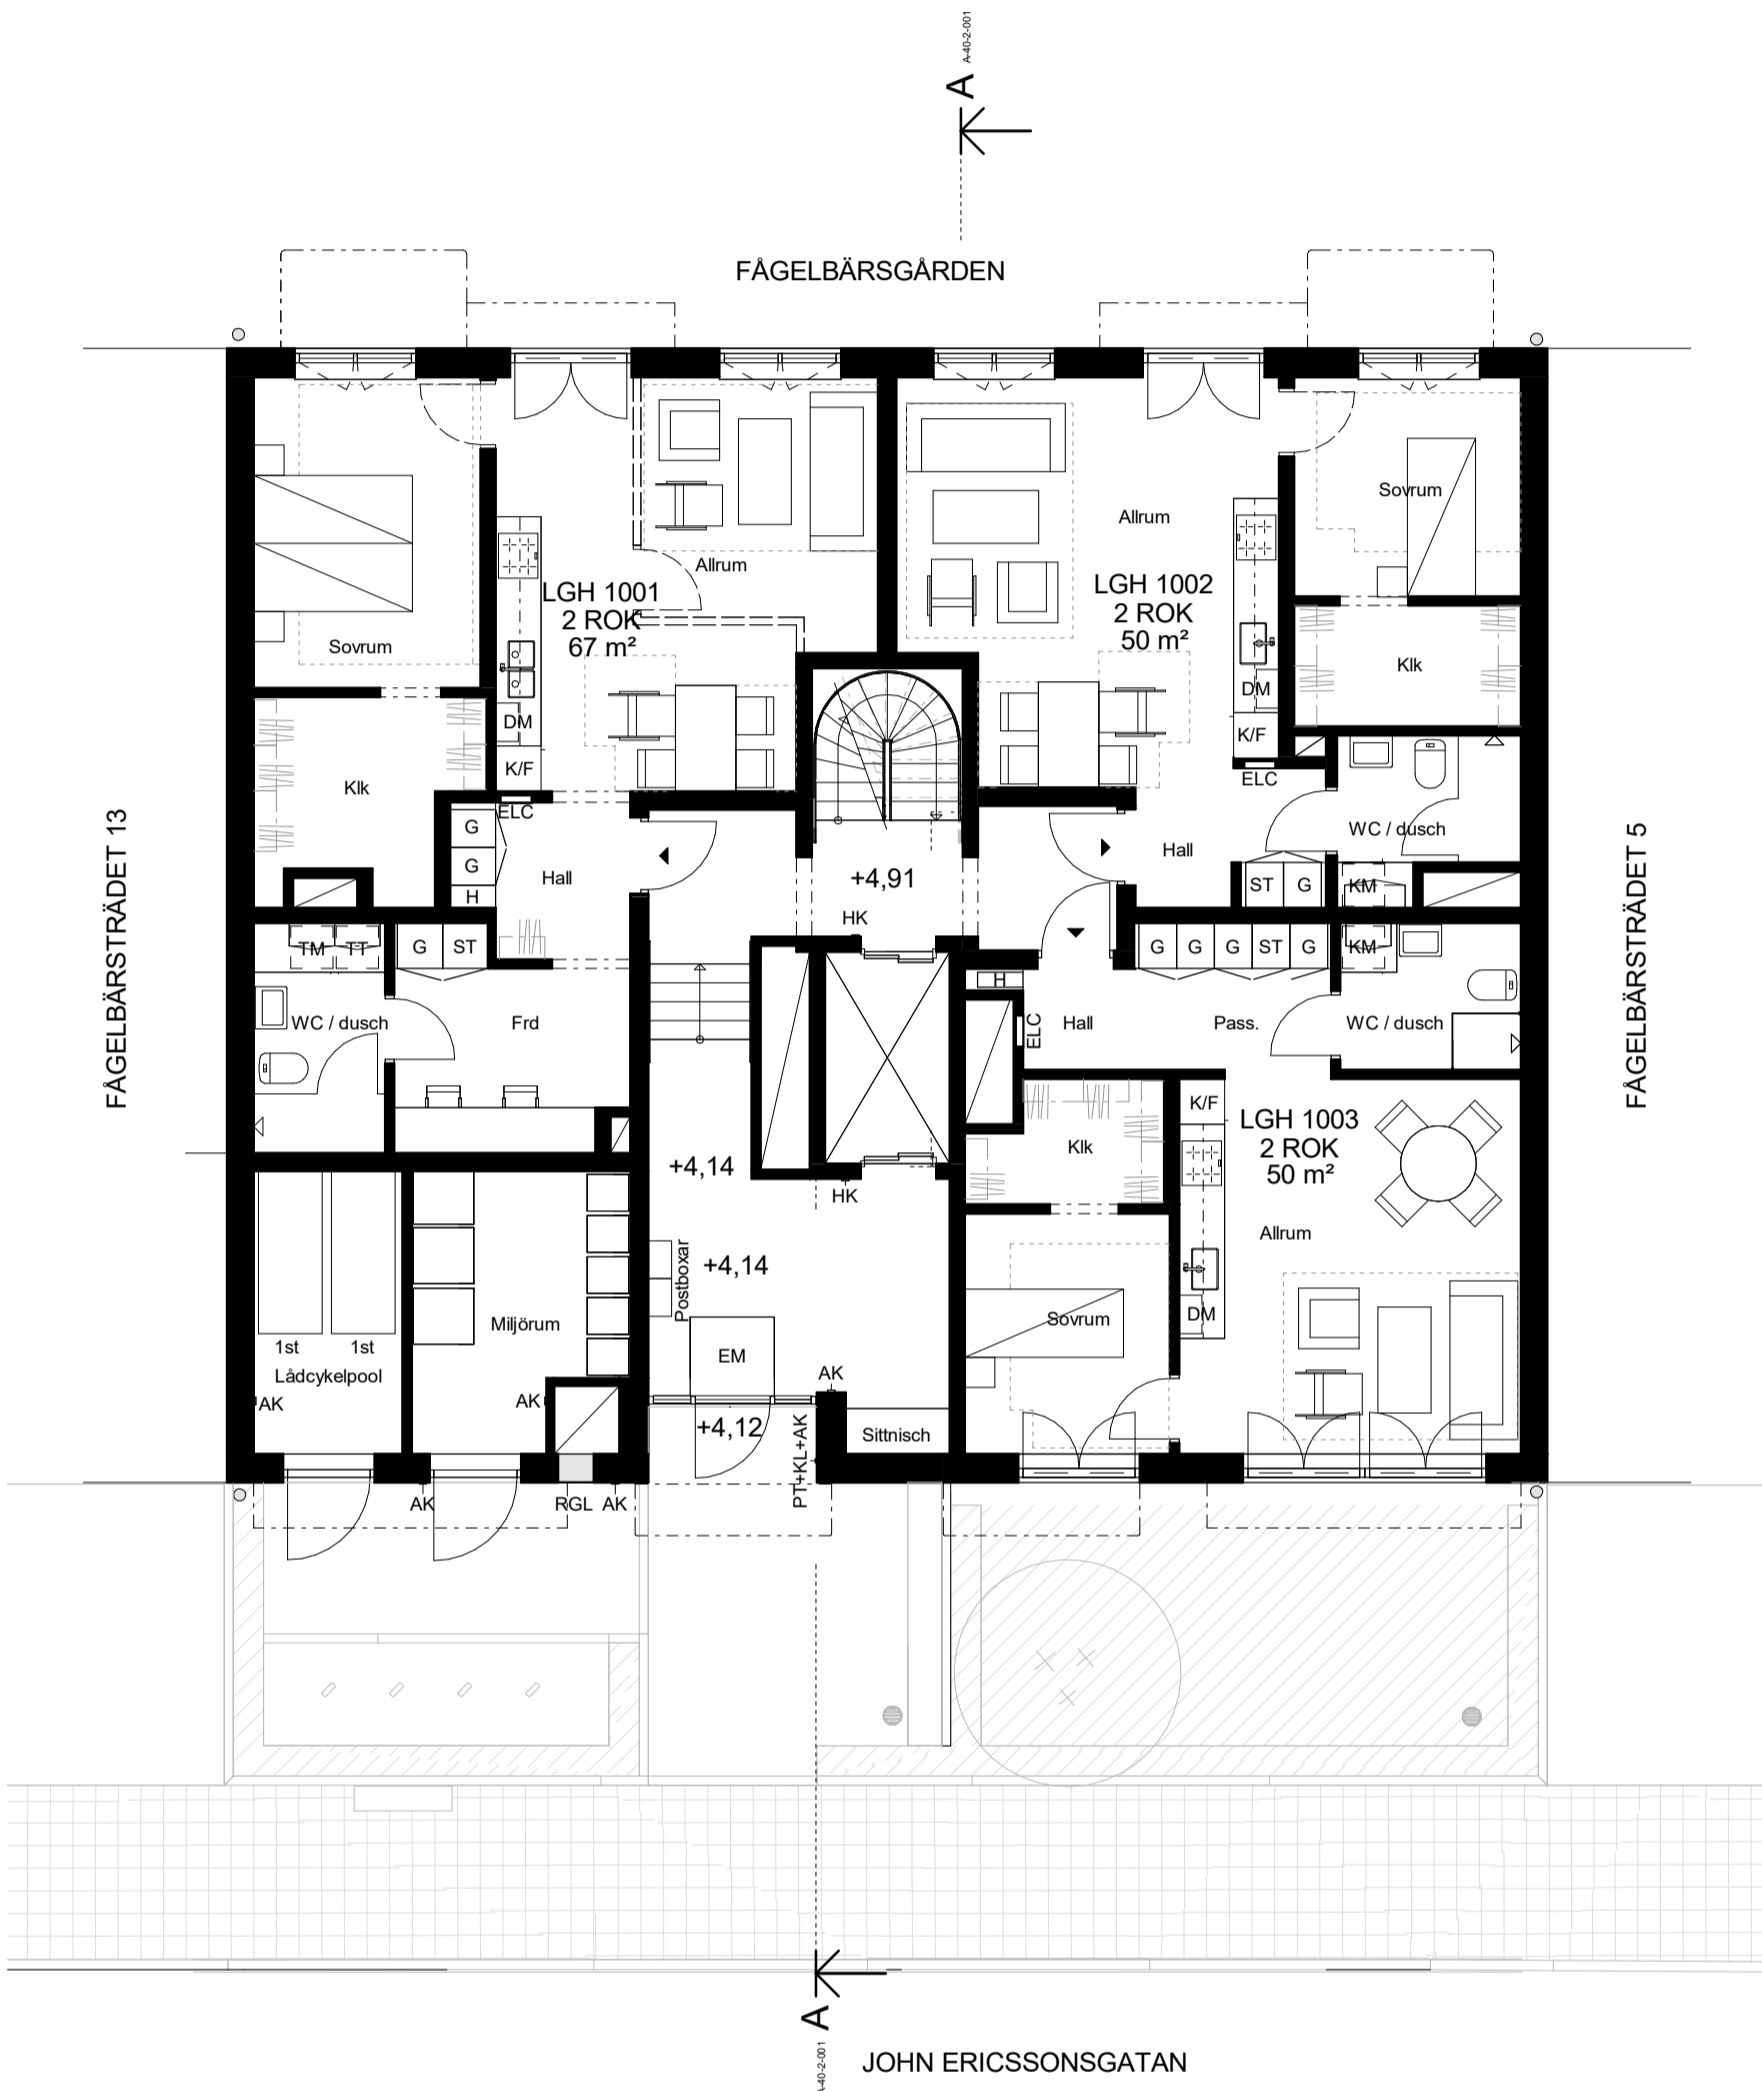 A-40-2-001
A
FÅGELBÄRSGÅRDEN
Sovrum
Allrum
LGH 1001
2 ROK
67 m²
Allrum
LGH 1002
2 ROK
50 m²
Sovrum
DM
K/F
Klk
DM
K/F
Klk
ELC
G
G
H
Hall
+4,91
HK
ELC
Hall
WC / dusch
ST
G
KM
FÅGELBÄRSTRÄDET 13
FÅGELBÄRSTRÄDET 5
TM
TT
G
ST
WC / dusch
Frd
G
G
G
ST
G
KM
H
ELC
Hall
Pass.
WC / dusch
K/F
LGH 1003
2 ROK
50 m²
Klk
Allrum
+4,14
HK
+4,14
Postboxar
EM
Sovrum
DM
1st
1st
Lådcykelpool
AK
Miljörum
AK
AK
+4,12
PT+KL+AK
Sittnisch
AK
RGL
AK
A
A-40-2-001
JOHN ERICSSONSGATAN